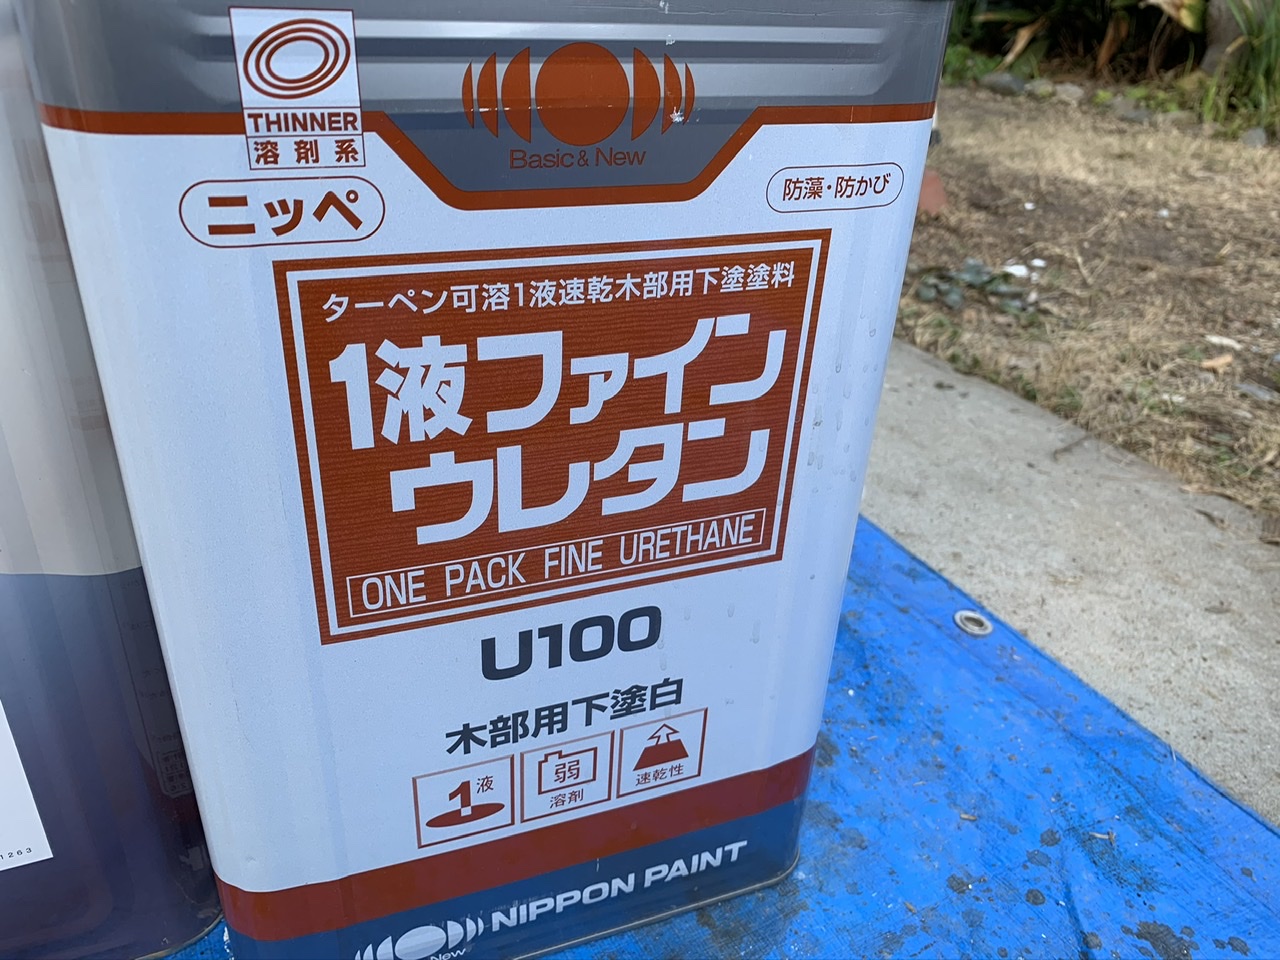 THINNER
溶剤系
Basic & New
ニッペ
防藻・防かび
ターペン可溶1液速乾木部用下塗塗料
1液ファイン
ウレタン
ONE PACK FINE URETHANE
U100
木部用下塗白
1液
弱
溶剤
速乾性
NIPPON PAINT
New
1263